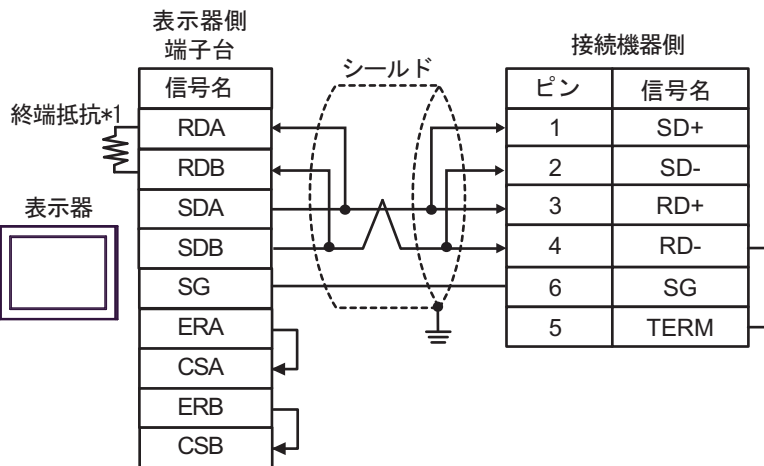 表示器側
端子台
接続機器側
シールド
信号名
ピン
信号名
終端抵抗*1
RDA
1
SD+
RDB
2
SD-
表示器
SDA
3
RD+
SDB
4
RD-
SG
6
SG
ERA
5
TERM
CSA
ERB
CSB